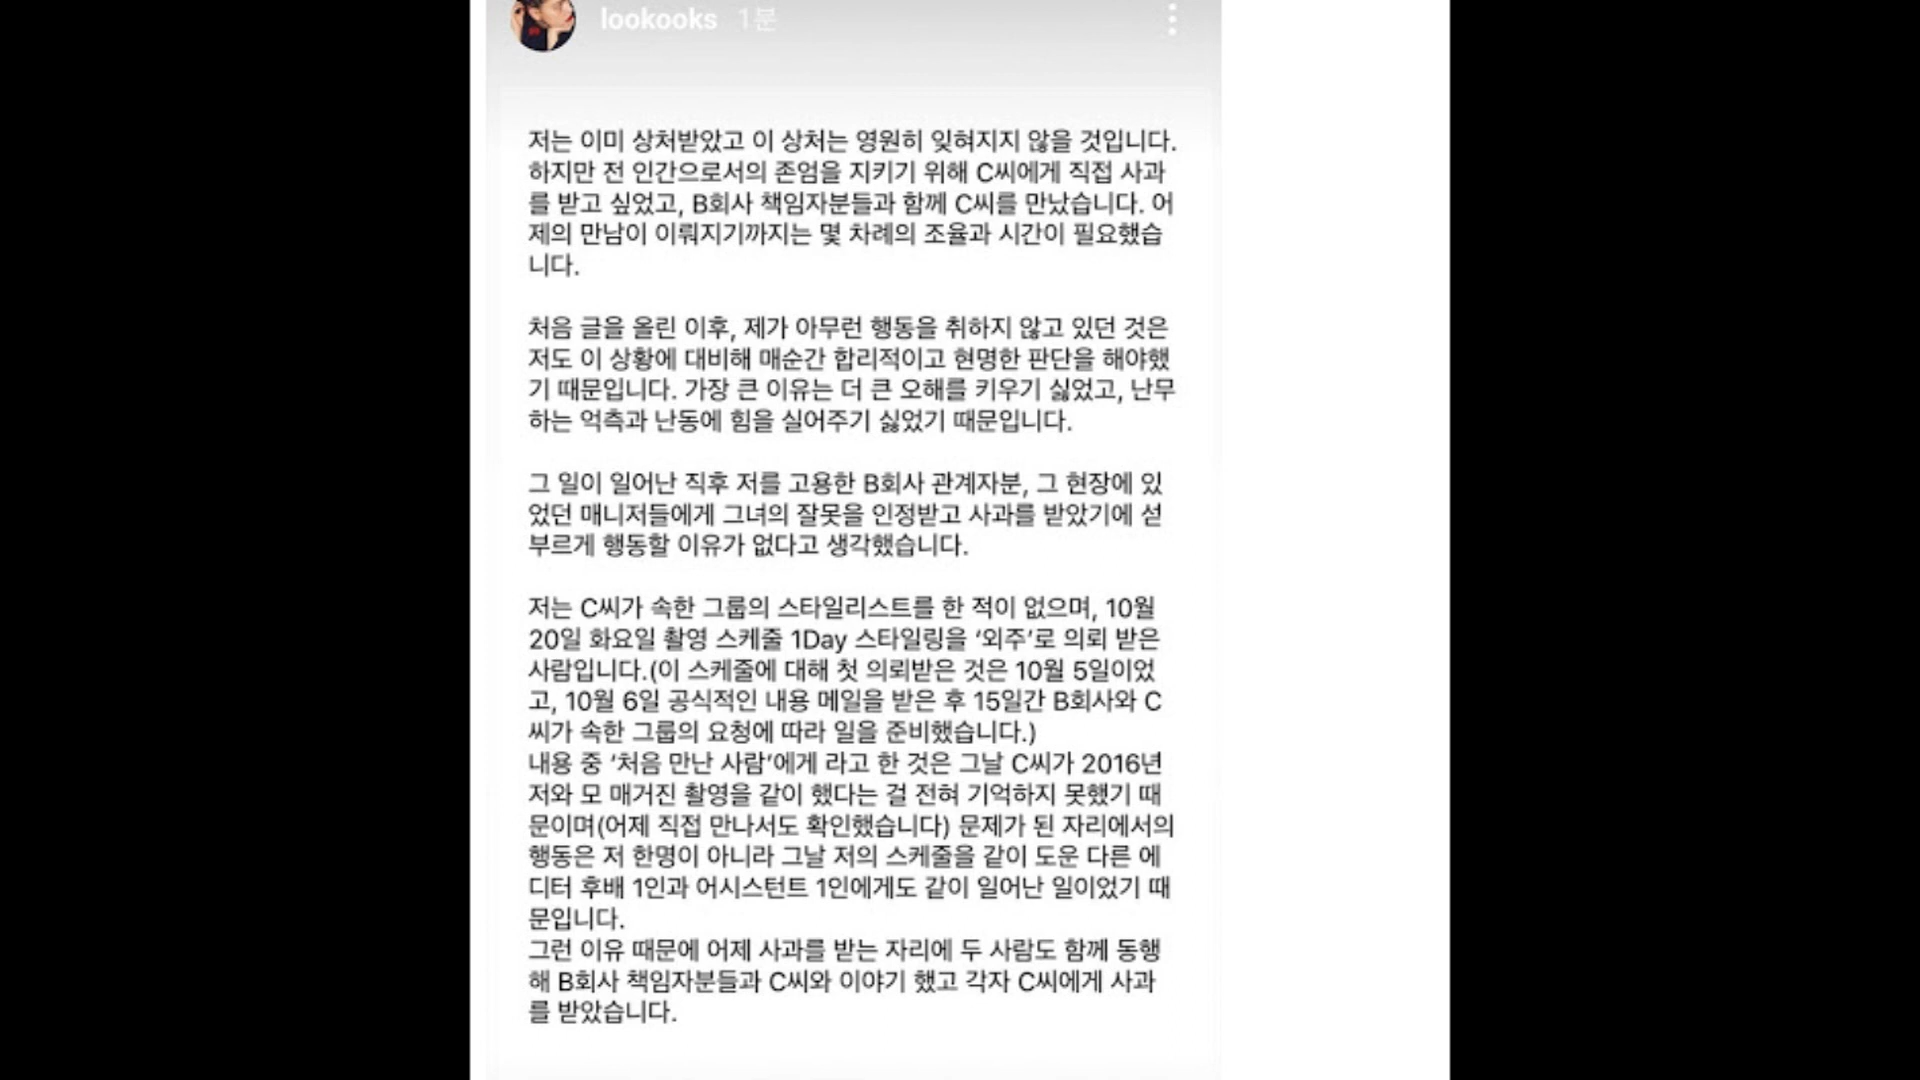 lookooks 1분
저는 이미 상처받았고 이 상처는 영원히 잊혀지지 않을 것입니다.
하지만 전 인간으로서의 존엄을 지키기 위해 C씨에게 직접 사과
를 받고 싶었고, B회사 책임자분들과 함께 C씨를 만났습니다. 어
제의 만남이 이뤄지기까지는 몇 차례의 조율과 시간이 필요했습
니다.
처음 글을 올린 이후, 제가 아무런 행동을 취하지 않고 있던 것은
저도 이 상황에 대비해 매순간 합리적이고 현명한 판단을 해야했
기 때문입니다. 가장 큰 이유는 더 큰 오해를 키우기 싫었고, 난무
하는 억측과 난동에 힘을 실어주기 싫었기 때문입니다.
그 일이 일어난 직후 저를 고용한 B회사 관계자분, 그 현장에 있
었던 매니저들에게 그녀의 잘못을 인정받고 사과를 받았기에 섣
부르게 행동할 이유가 없다고 생각했습니다.
저는 C씨가 속한 그룹의 스타일리스트를 한 적이 없으며, 10월
20일 화요일 촬영 스케줄 1Day 스타일링을 ‘외주’로 의뢰 받은
사람입니다.(이 스케줄에 대해 첫 의뢰받은 것은 10월 5일이었
고, 10월 6일 공식적인 내용 메일을 받은 후 15일간 B회사와 C
씨가 속한 그룹의 요청에 따라 일을 준비했습니다.)
내용 중 ‘처음 만난 사람’에게 라고 한 것은 그날 C씨가 2016년
저와 모 매거진 촬영을 같이 했다는 걸 전혀 기억하지 못했기 때
문이며(어제 직접 만나서도 확인했습니다) 문제가 된 자리에서의
행동은 저 한명이 아니라 그날 저의 스케줄을 같이 도운 다른 에
디터 후배 1인과 어시스턴트 1인에게도 같이 일어난 일이었기 때
문입니다.
그런 이유 때문에 어제 사과를 받는 자리에 두 사람도 함께 동행
해 B회사 책임자분들과 C씨와 이야기 했고 각자 C씨에게 사과
를 받았습니다.